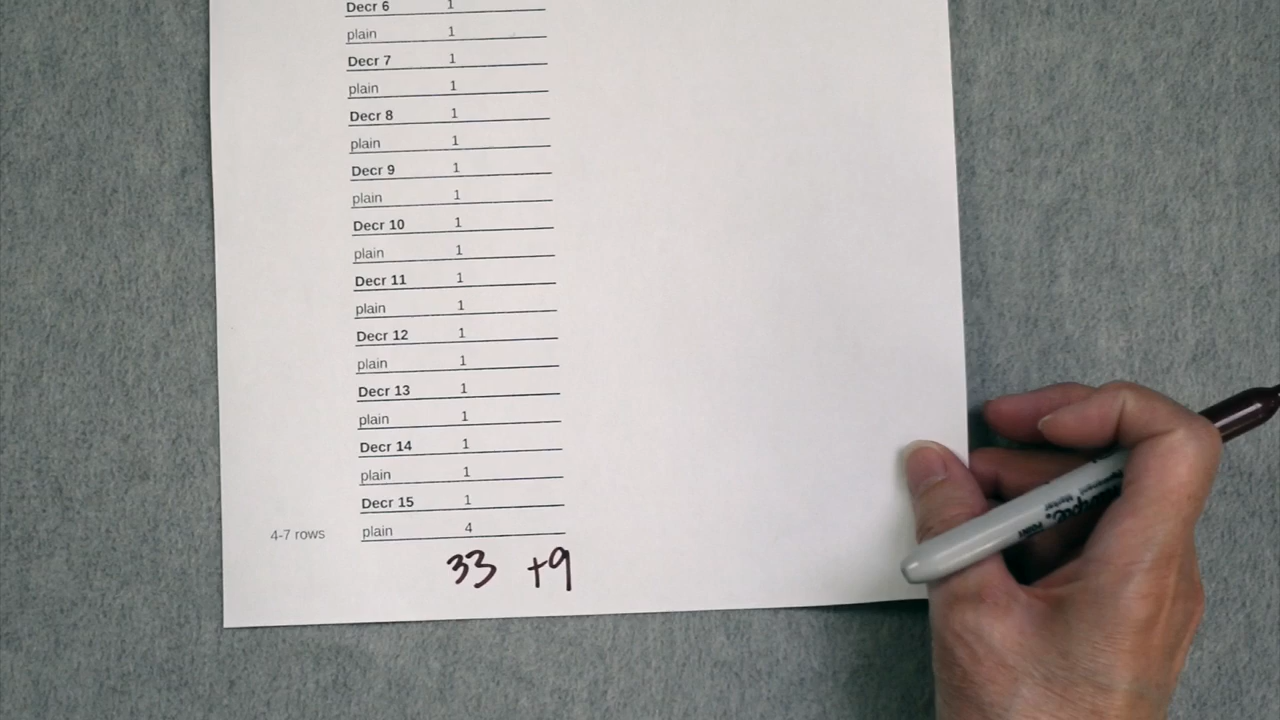 Decr 6 1
plain 1
Decr 7 1
plain 1
Decr 8 1
plain 1
Decr 9 1
plain 1
Decr 10 1
plain 1
Decr 11 1
plain 1
Decr 12 1
plain 1
Decr 13 1
plain 1
Decr 14 1
plain 1
Decr 15 1
4-7 rows plain 4
33 +9